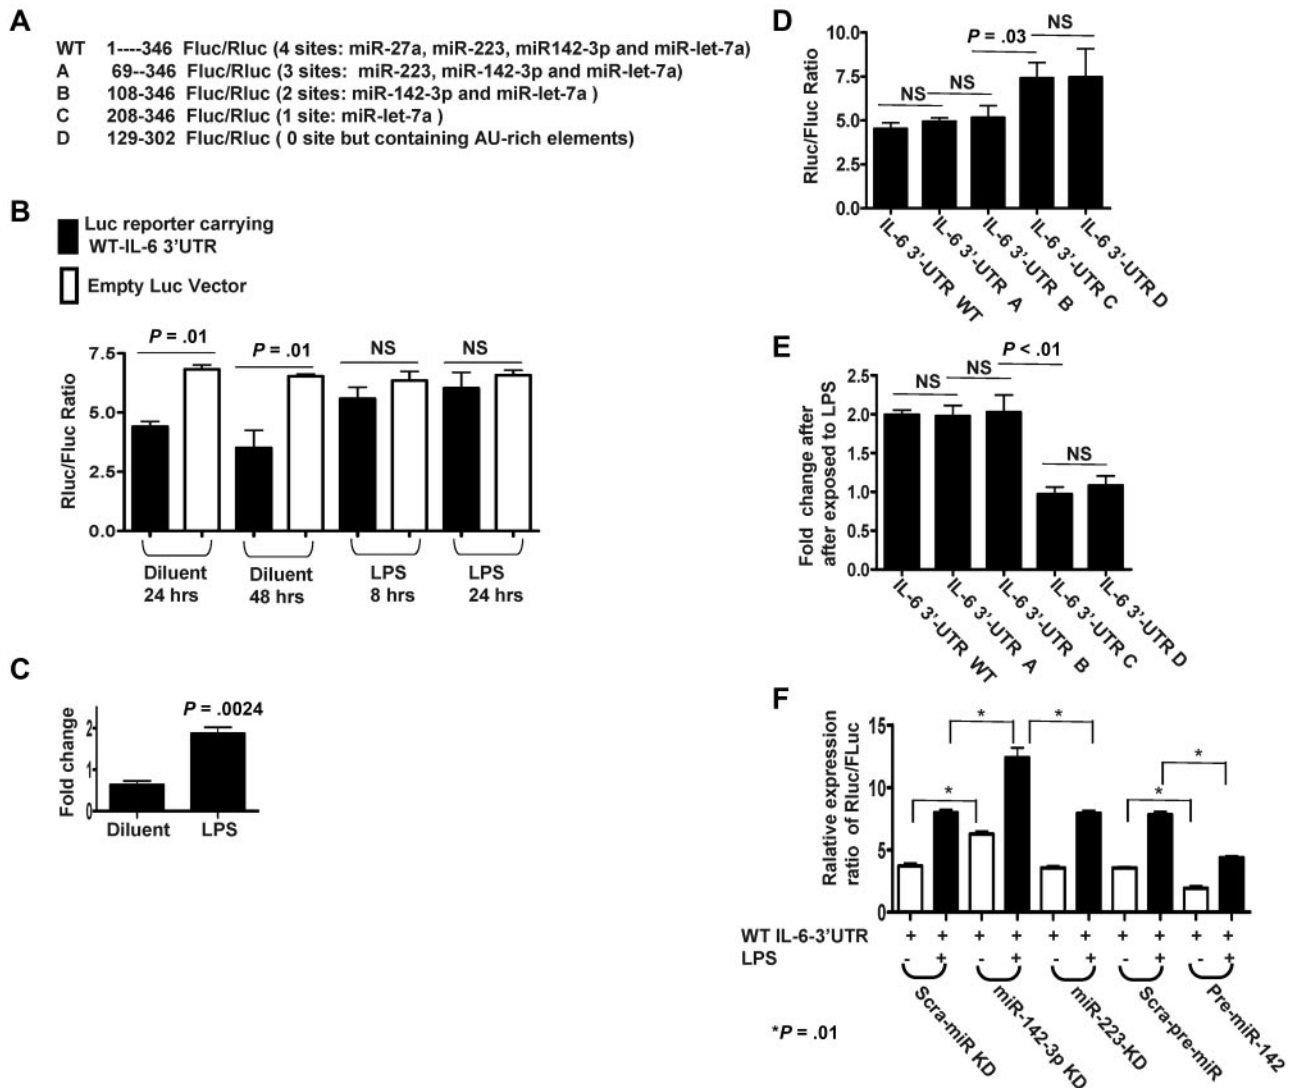 A
WT 1----346 Fluc/Rluc (4 sites: miR-27a, miR-223, miR142-3p and miR-let-7a)
A 69--346 Fluc/Rluc (3 sites: miR-223, miR-142-3p and miR-let-7a)
B 108-346 Fluc/Rluc (2 sites: miR-142-3p and miR-let-7a )
C 208-346 Fluc/Rluc (1 site: miR-let-7a )
D 129-302 Fluc/Rluc ( 0 site but containing AU-rich elements)
B
Luc reporter carrying
WT-IL-6 3'UTR
Empty Luc Vector
Rluc/Fluc Ratio
7.5
5.0
2.5
0.0
P = .01
P = .01
NS
NS
Diluent
24 hrs
Diluent
48 hrs
LPS
8 hrs
LPS
24 hrs
C
Fold change
2
1
0
P = .0024
Diluent
LPS
D
Rluc/Fluc Ratio
10.0
7.5
5.0
2.5
0.0
NS
NS
P = .03
NS
IL-6 3'-UTR WT
IL-6 3'-UTR A
IL-6 3'-UTR B
IL-6 3'-UTR C
IL-6 3'-UTR D
E
Fold change after
after exposed to LPS
2.5
2.0
1.5
1.0
0.5
0.0
NS
NS
P < .01
NS
IL-6 3'-UTR WT
IL-6 3'-UTR A
IL-6 3'-UTR B
IL-6 3'-UTR C
IL-6 3'-UTR D
F
Ralative expression
ratio of Rluc/FLuc
15
10
5
0
*
*
*
*
*
WT IL-6-3'UTR + + + + + + + + + +
LPS - + - + - + - + - +
Scra-miR KD
miR-142-3p KD
miR-223-KD
Scra-pre-miR
Pre-miR-142
*P = .01